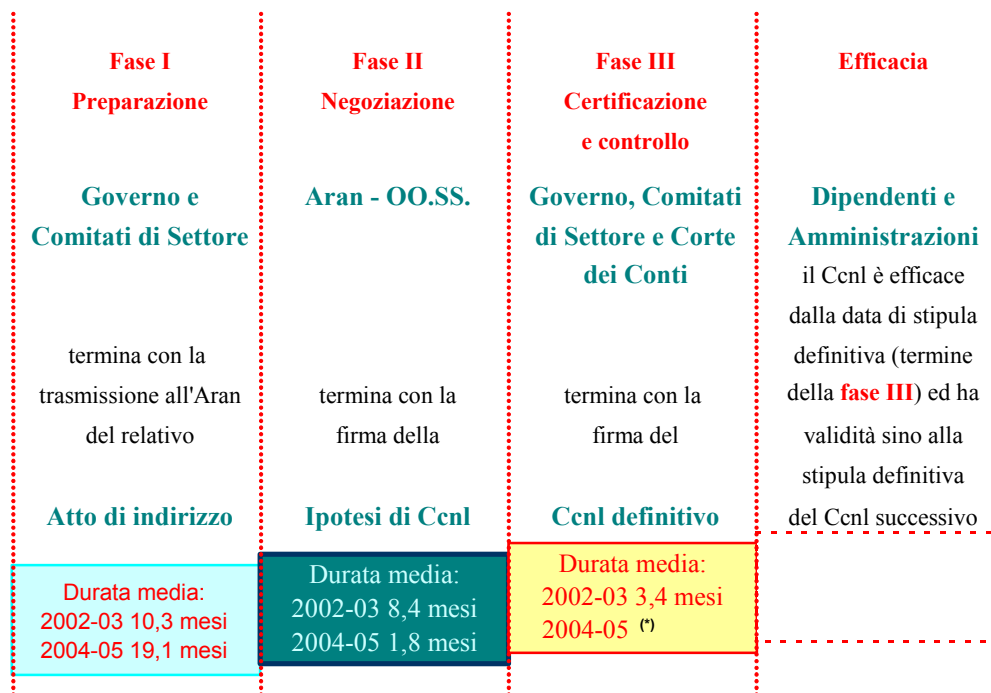 Fase I
Preparazione
Governo e
Comitati di Settore
termina con la
trasmissione all'Aran
del relativo
Atto di indirizzo
Durata media:
2002-03 10,3 mesi
2004-05 19,1 mesi
Fase II
Negoziazione
Aran - OO.SS.
termina con la
firma della
Ipotesi di Ccnl
Durata media:
2002-03 8,4 mesi
2004-05 1,8 mesi
Fase III
Certificazione
e controllo
Governo, Comitati
di Settore e Corte
dei Conti
termina con la
firma del
Ccnl definitivo
Durata media:
2002-03 3,4 mesi
2004-05 (*)
Efficacia
Dipendenti e
Amministrazioni
il Ccnl è efficace
dalla data di stipula
definitiva (termine
della fase III) ed ha
validità sino alla
stipula definitiva
del Ccnl successivo